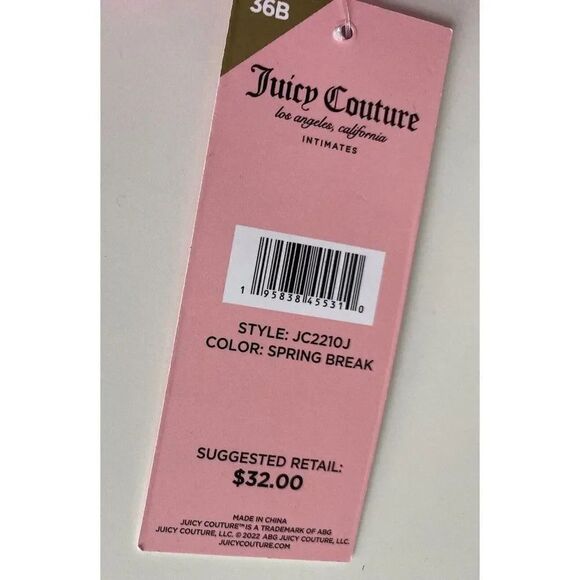 36B
Juicy Couture
los angeles, california
INTIMATES
1 95838 45531 0
STYLE: JC2210J
COLOR: SPRING BREAK
SUGGESTED RETAIL:
$32.00
MADE IN CHINA
JUICY COUTURE™ IS A TRADEMARK OF ABG
JUICY COUTURE, LLC. © 2022 ABG JUICY COUTURE, LLC.
JUICYCOUTURE.COM